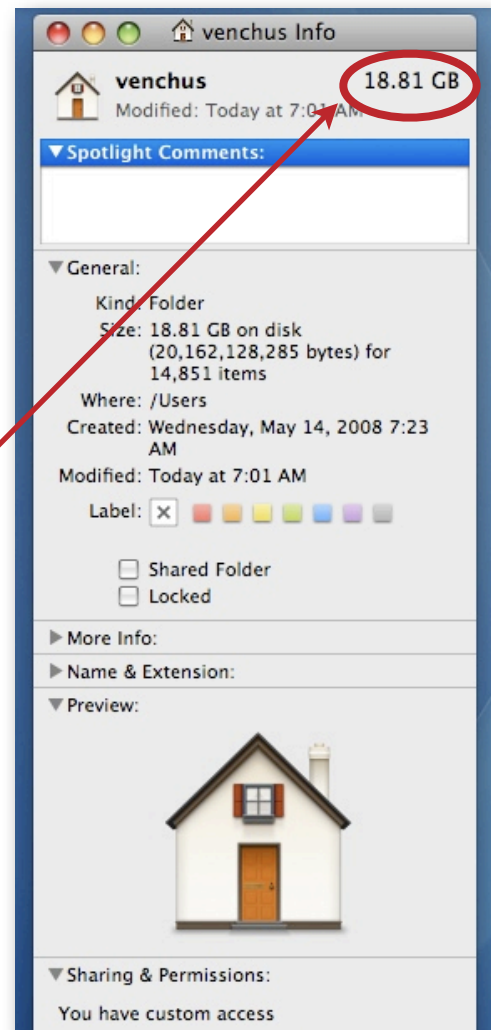 venchus Info
venchus 18.81 GB
Modified: Today at 7:01 AM
Spotlight Comments:
General:
Kind: Folder
Size: 18.81 GB on disk
(20,162,128,285 bytes) for
14,851 items
Where: /Users
Created: Wednesday, May 14, 2008 7:23
AM
Modified: Today at 7:01 AM
Label:
Shared Folder
Locked
More Info:
Name & Extension:
Preview:
Sharing & Permissions:
You have custom access